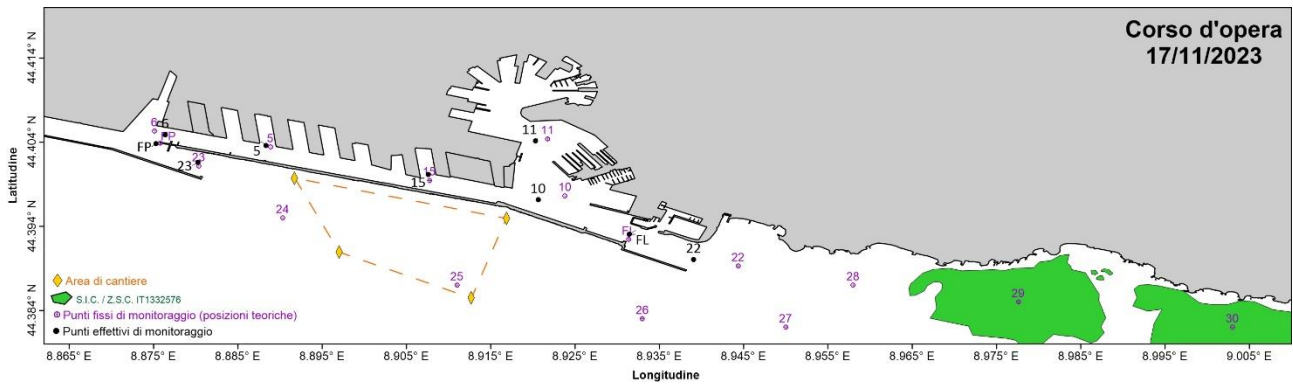 Corso d'opera
17/11/2023
Latitudine
44.414° N
44.404° N
44.394° N
44.384° N
6
6
P
FP
23
23
5
5
15
15
11
11
10
10
FL
FL
22
22
24
25
26
27
28
29
30
Area di cantiere
S.I.C. / Z.S.C. IT1332576
Punti fissi di monitoraggio (posizioni teoriche)
Punti effettivi di monitoraggio
8.865° E
8.875° E
8.885° E
8.895° E
8.905° E
8.915° E
8.925° E
8.935° E
8.945° E
8.955° E
8.965° E
8.975° E
8.985° E
8.995° E
9.005° E
Longitudine